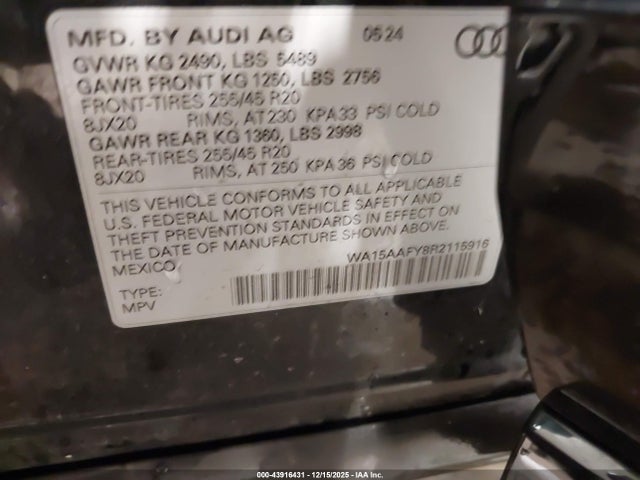 MFD. BY AUDI AG 06 24
GVWR KG 2490, LBS 5489
GAWR FRONT KG 1250, LBS 2756
FRONT-TIRES 255/45 R20
8JX20 RIMS, AT 230 KPA 33 PSI COLD
GAWR REAR KG 1360, LBS 2998
REAR-TIRES 255/45 R20
8JX20 RIMS, AT 250 KPA 36 PSI COLD
THIS VEHICLE CONFORMS TO ALL APPLICABLE
U.S. FEDERAL MOTOR VEHICLE SAFETY AND
THEFT PREVENTION STANDARDS IN EFFECT ON
THE DATE OF MANUFACTURE SHOWN ABOVE.
MEXICO
WA15AAFY8R2115916
TYPE:
MPV
000-43916431 - 12/15/2025 - IAA Inc.